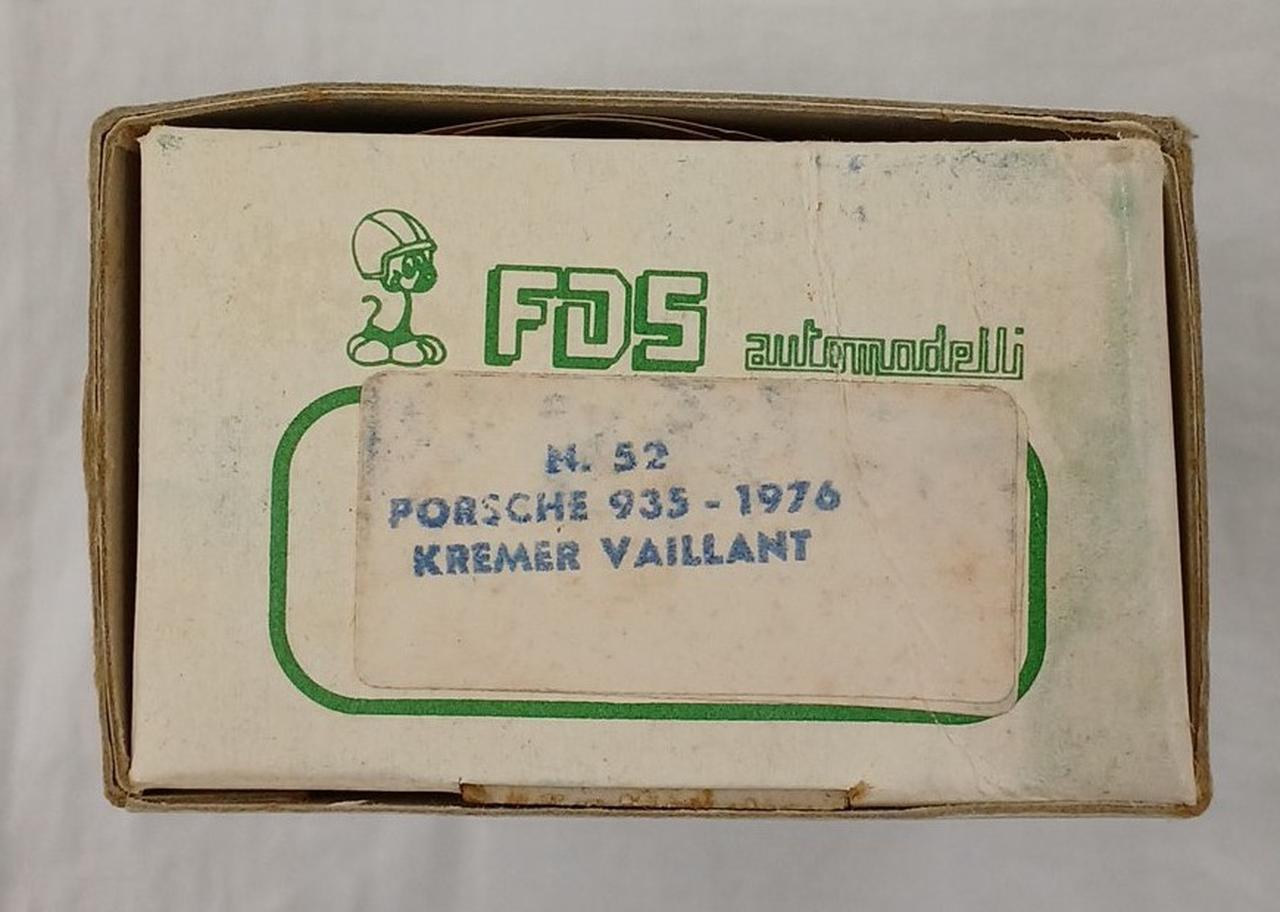 FDS automodelli
N. 52
PORSCHE 935 - 1976
KREMER VAILLANT